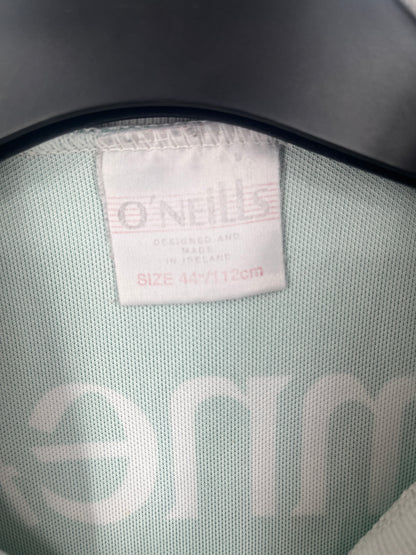 O'NEILLS
DESIGNED AND
MADE
IN IRELAND
SIZE 44"/112cm